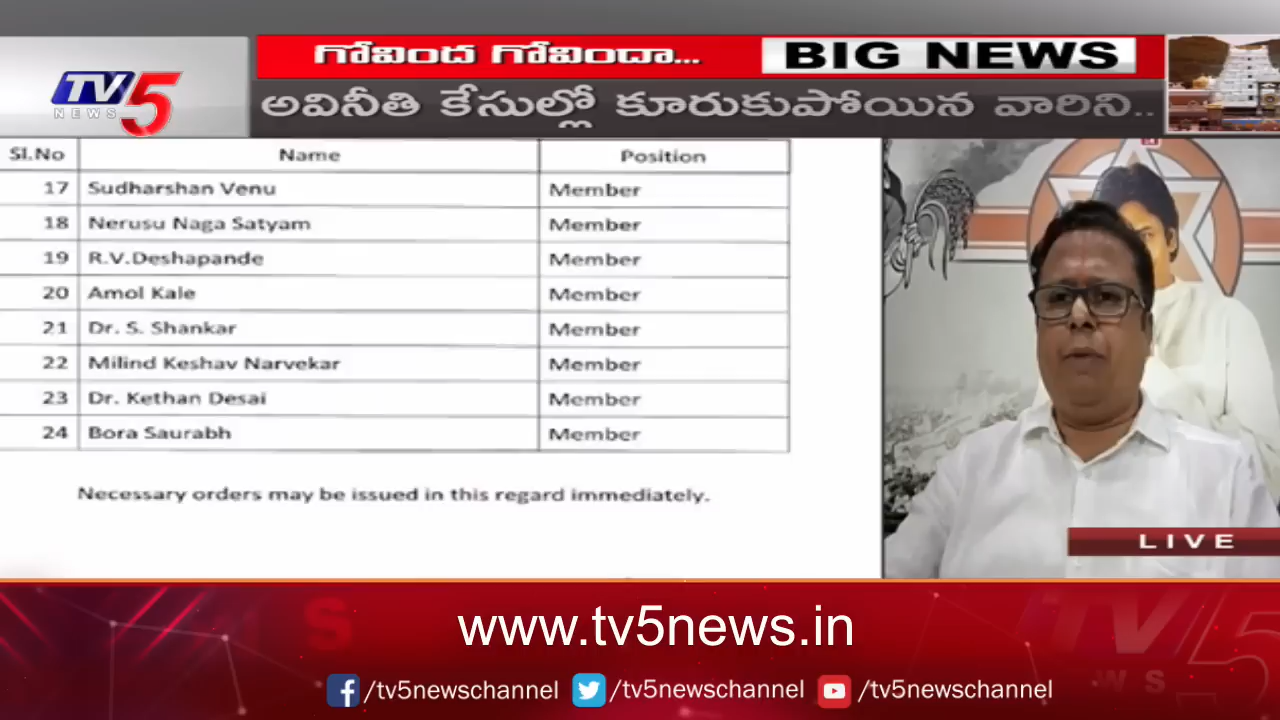 గోవింద గోవిందా...
BIG NEWS
TV5
NEWS
అవినీతి కేసుల్లో కూరుకుపోయిన వారిని..
Sl.No Name Position
17 Sudharshan Venu Member
18 Nerusu Naga Satyam Member
19 R.V.Deshapande Member
20 Amol Kale Member
21 Dr. S. Shankar Member
22 Milind Keshav Narvekar Member
23 Dr. Kethan Desai Member
24 Bora Saurabh Member
Necessary orders may be issued in this regard immediately.
LIVE
www.tv5news.in
/tv5newschannel /tv5newschannel /tv5newschannel